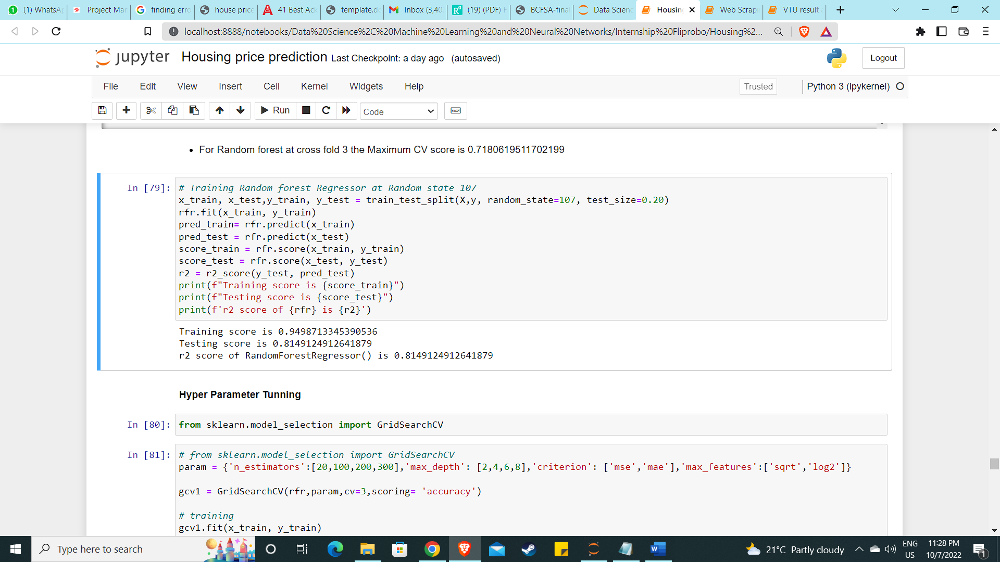 (1) WhatsAp
Project Mar
finding erro
house price
41 Best Ack
template.do
Inbox (3,40
(19) (PDF) H
BCFSA-fina
Data Scienc
Housin
Web Scrapi
VTU result a
localhost:8888/notebooks/Data%20Science%2C%20Machine%20Learning%20and%20Neural%20Networks/Internship%20Fliprobo/Housing%2...
jupyter Housing price prediction Last Checkpoint: a day ago (autosaved)
Logout
File Edit View Insert Cell Kernel Widgets Help
Trusted
Python 3 (ipykernel)
Run
Code
• For Random forest at cross fold 3 the Maximum CV score is 0.7180619511702199
In [79]:
# Training Random forest Regressor at Random state 107
x_train, x_test,y_train, y_test = train_test_split(X,y, random_state=107, test_size=0.20)
rfr.fit(x_train, y_train)
pred_train= rfr.predict(x_train)
pred_test = rfr.predict(x_test)
score_train = rfr.score(x_train, y_train)
score_test = rfr.score(x_test, y_test)
r2 = r2_score(y_test, pred_test)
print(f"Training score is {score_train}")
print(f"Testing score is {score_test}")
print(f'r2 score of {rfr} is {r2}')
Training score is 0.9498713345390536
Testing score is 0.8149124912641879
r2 score of RandomForestRegressor() is 0.8149124912641879
Hyper Parameter Tunning
In [80]:
from sklearn.model_selection import GridSearchCV
In [81]:
# from sklearn.model_selection import GridSearchCV
param = {'n_estimators':[20,100,200,300],'max_depth': [2,4,6,8],'criterion': ['mse','mae'],'max_features':['sqrt','log2']}
gcv1 = GridSearchCV(rfr,param,cv=3,scoring= 'accuracy')
# training
gcv1.fit(x_train, y_train)
Type here to search
21°C Partly cloudy
ENG
US
11:28 PM
10/7/2022
1